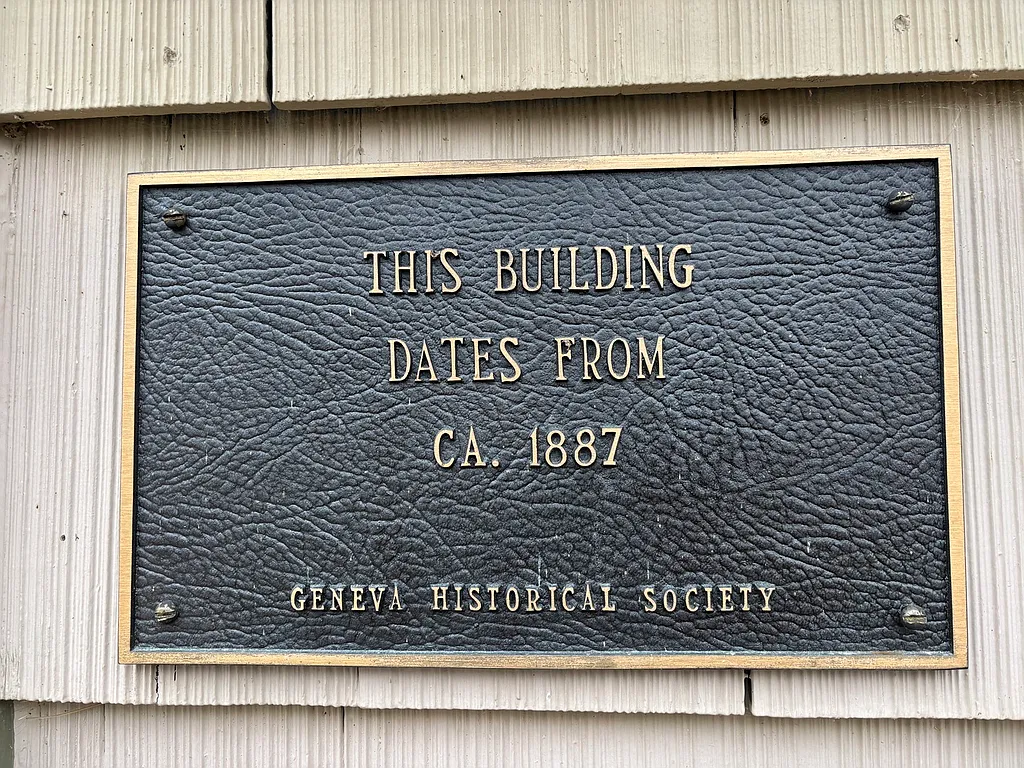 THIS BUILDING
DATES FROM
CA. 1887
GENEVA HISTORICAL SOCIETY